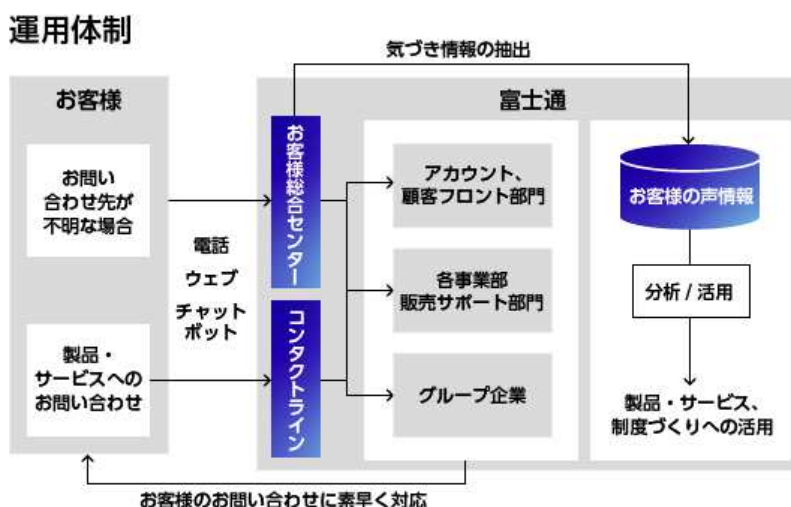 運用体制
気づき情報の抽出
お客様
お問い
合わせ先が
不明な場合
製品・
サービスへの
お問い合わせ
電話
ウェブ
チャット
ボット
富士通
お客様総合センター
コンタクトライン
アカウント、
顧客フロント部門
各事業部
販売サポート部門
グループ企業
お客様の声情報
分析 / 活用
製品・サービス、
制度づくりへの活用
お客様のお問い合わせに素早く対応